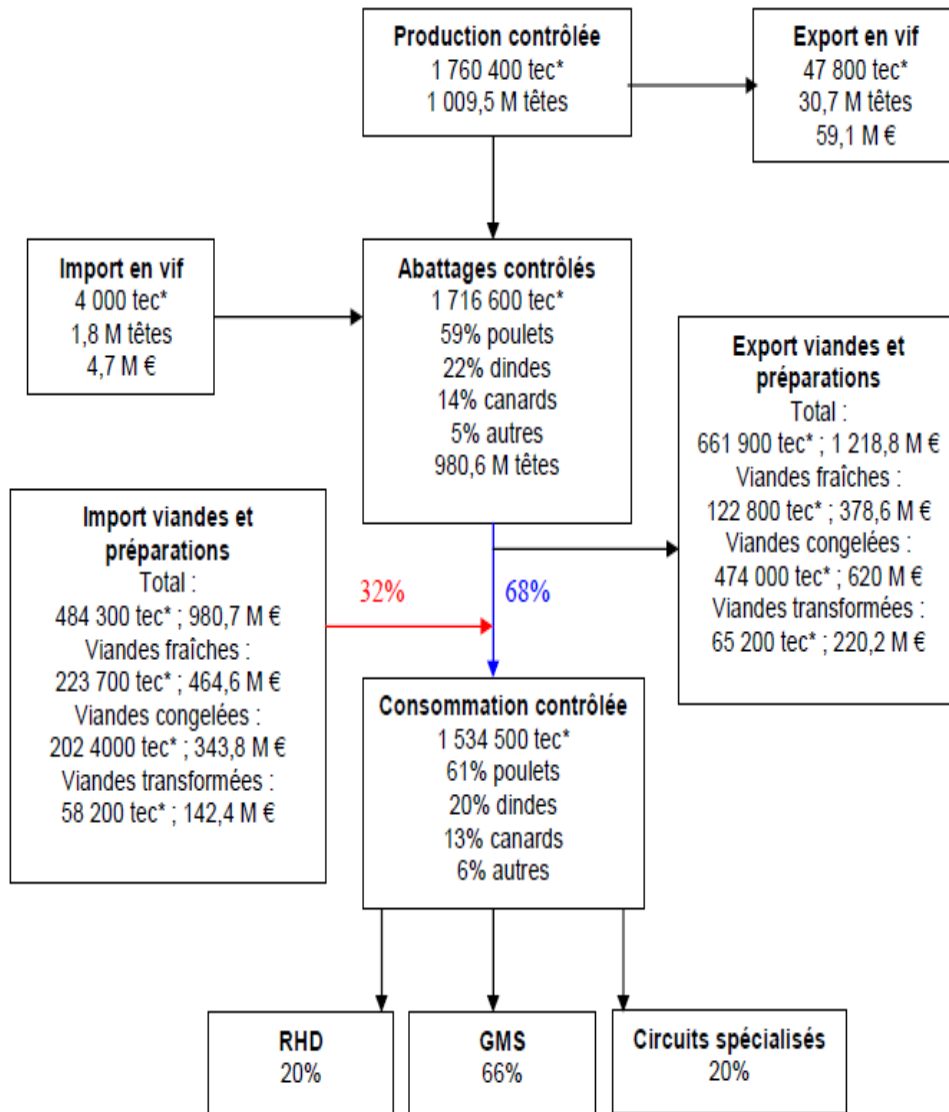 Production contrôlée
1 760 400 tec*
1 009,5 M têtes
Export en vif
47 800 tec*
30,7 M têtes
59,1 M €
Import en vif
4 000 tec*
1,8 M têtes
4,7 M €
Abattages contrôlés
1 716 600 tec*
59% poulets
22% dindes
14% canards
5% autres
980,6 M têtes
Export viandes et
préparations
Total :
661 900 tec* ; 1 218,8 M €
Viandes fraîches :
122 800 tec* ; 378,6 M €
Viandes congelées :
474 000 tec* ; 620 M €
Viandes transformées :
65 200 tec* ; 220,2 M €
Import viandes et
préparations
Total :
484 300 tec* ; 980,7 M €
Viandes fraîches :
223 700 tec* ; 464,6 M €
Viandes congelées :
202 4000 tec* ; 343,8 M €
Viandes transformées :
58 200 tec* ; 142,4 M €
32%
68%
Consommation contrôlée
1 534 500 tec*
61% poulets
20% dindes
13% canards
6% autres
RHD
20%
GMS
66%
Circuits spécialisés
20%